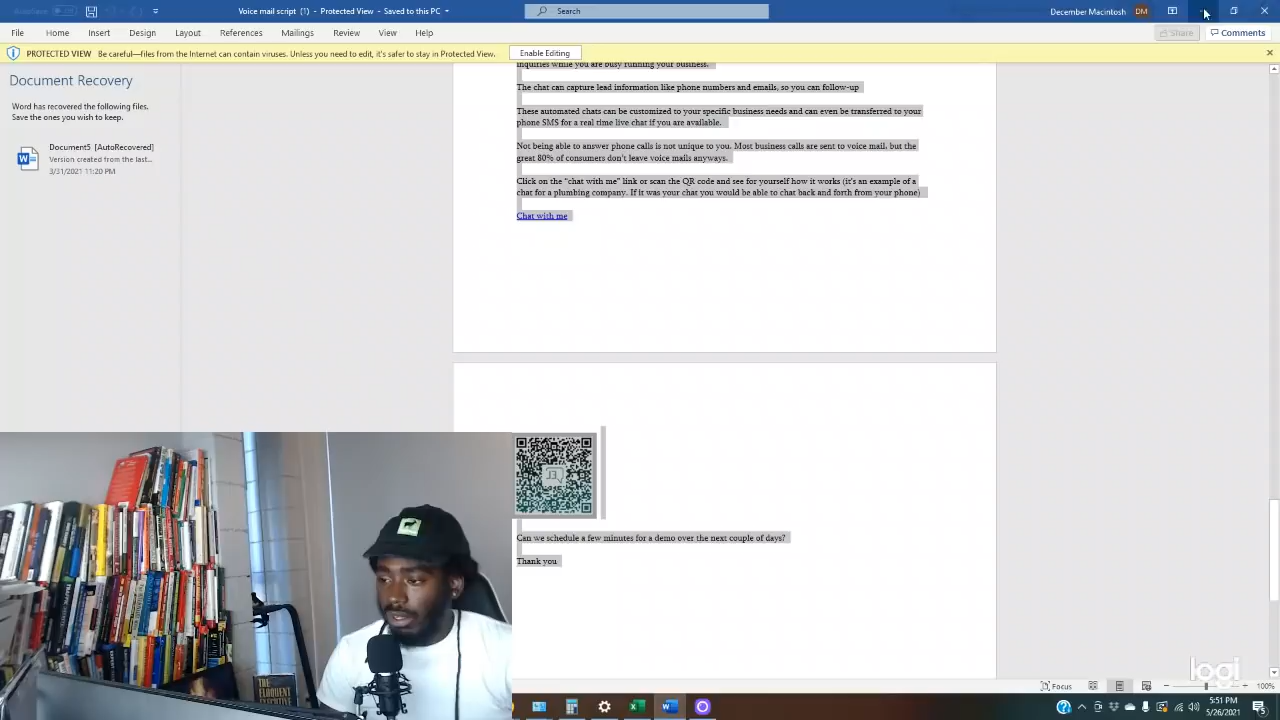 AutoSave
Off
Voice mail script (1) - Protected View • Saved to this PC
Search
December Macintosh
DM
File Home Insert Draw Design Layout References Mailings Review View Help
Share
Comments
PROTECTED VIEW Be careful—files from the Internet can contain viruses. Unless you need to edit, it's safer to stay in Protected View.
Enable Editing
Document Recovery
Word has recovered the following files.
Save the ones you wish to keep.
Document5 [AutoRecovered]
Version created from the last...
3/31/2021 11:20 PM
inquiries while you are busy running your business.
The chat can capture lead information like phone numbers and emails, so you can follow-up
These automated chats can be customized to your specific business needs and can even be transferred to your
phone SMS for a real time live chat if you are available.
Not being able to answer phone calls is not unique to you. Most business calls are sent to voice mail, but the
great 80% of consumers don't leave voice mails anyways.
Click on the “chat with me” link or scan the QR code and see for yourself how it works (it's an example of a
chat for a plumbing company. If it was your chat you would be able to chat back and forth from your phone)
Chat with me
Can we schedule a few minutes for a demo over the next couple of days?
Thank you
THE
ELOQUENT
EXECUTIVE
logi
Focus
100%
5:51 PM
5/26/2021